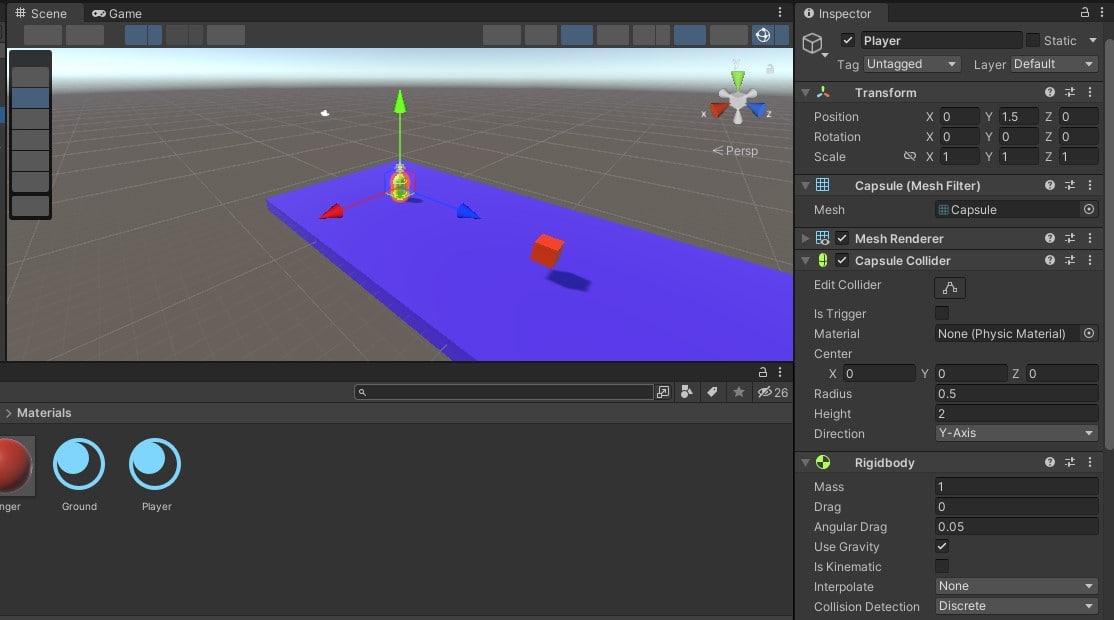 Scene Game
Inspector
Player Static
Tag Untagged Layer Default
Transform
Position X 0 Y 1.5 Z 0
Rotation X 0 Y 0 Z 0
Scale X 1 Y 1 Z 1
Capsule (Mesh Filter)
Mesh Capsule
Mesh Renderer
Capsule Collider
Edit Collider
Is Trigger
Material None (Physic Material)
Center
X 0 Y 0 Z 0
Radius 0.5
Height 2
Direction Y-Axis
Rigidbody
Mass 1
Drag 0
Angular Drag 0.05
Use Gravity
Is Kinematic
Interpolate None
Collision Detection Discrete
y
x z
Persp
26
Materials
nger Ground Player